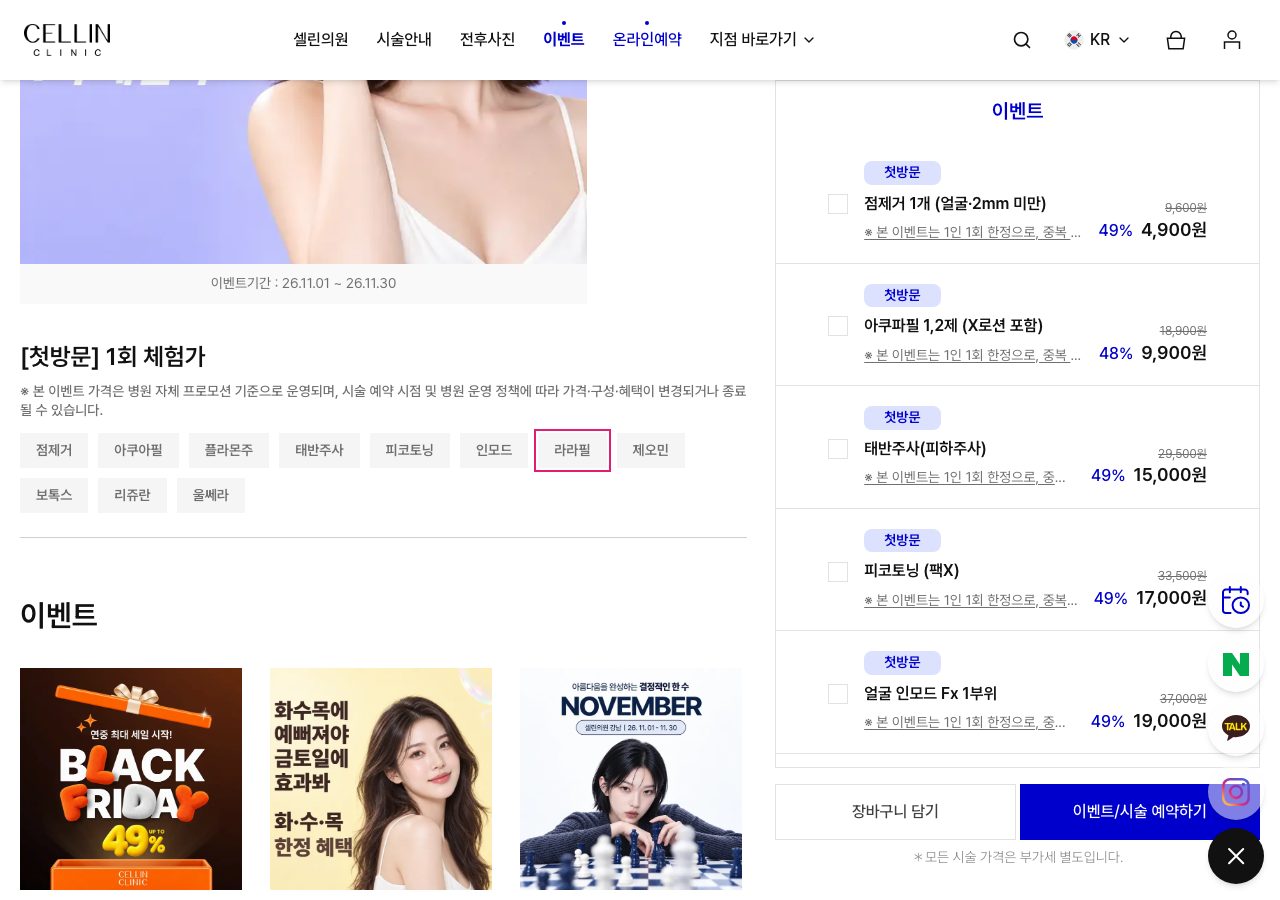 CELLIN
CLINIC
셀린의원
시술안내
전후사진
이벤트
온라인예약
지점 바로가기
KR
이벤트기간 : 26.11.01 ~ 26.11.30
[첫방문] 1회 체험가
※ 본 이벤트 가격은 병원 자체 프로모션 기준으로 운영되며, 시술 예약 시점 및 병원 운영 정책에 따라 가격·구성·혜택이 변경되거나 종료
될 수 있습니다.
점제거
아쿠아필
플라몬주
태반주사
피코토닝
인모드
라라필
제오민
보톡스
리쥬란
울쎄라
이벤트
연중 최대 세일 시작!
BLACK
FRIDAY
UP TO
49%
CELLIN
CLINIC
화수목에
예뻐져야
금토일에
효과봐
화·수·목
한정 혜택
아름다움을 완성하는 결정적인 한 수
NOVEMBER
셀린의원 강남 | 26. 11. 01 - 11. 30
이벤트
첫방문
점제거 1개 (얼굴·2mm 미만)
9,600원
※ 본 이벤트는 1인 1회 한정으로, 중복 ...
49% 4,900원
첫방문
아쿠파필 1,2제 (X로션 포함)
18,900원
※ 본 이벤트는 1인 1회 한정으로, 중복 ...
48% 9,900원
첫방문
태반주사(피하주사)
29,500원
※ 본 이벤트는 1인 1회 한정으로, 중...
49% 15,000원
첫방문
피코토닝 (팩X)
33,500원
※ 본 이벤트는 1인 1회 한정으로, 중복...
49% 17,000원
첫방문
얼굴 인모드 Fx 1부위
37,000원
※ 본 이벤트는 1인 1회 한정으로, 중...
49% 19,000원
N
TALK
장바구니 담기
이벤트/시술 예약하기
* 모든 시술 가격은 부가세 별도입니다.